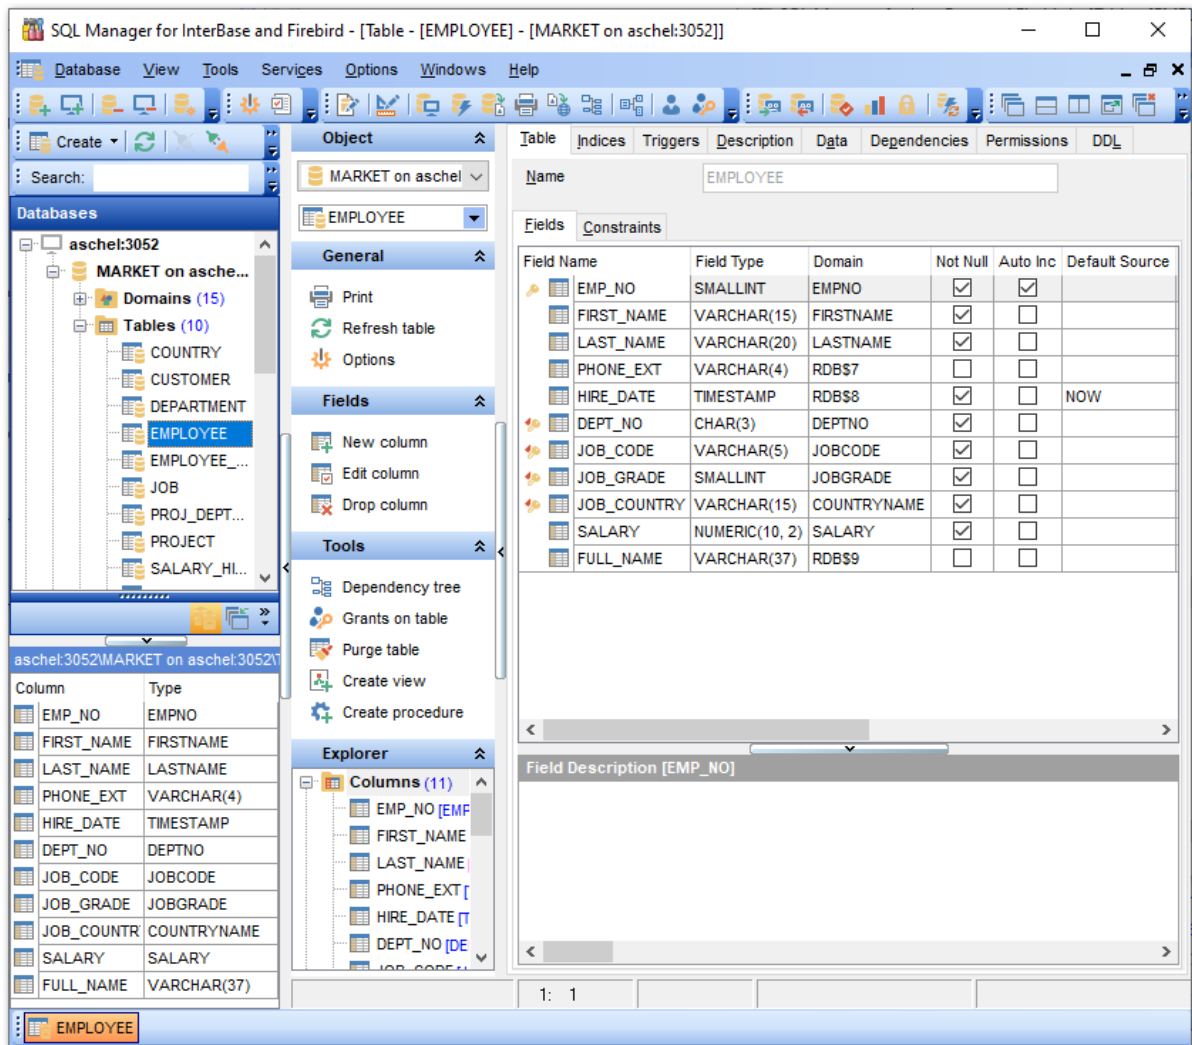 SQL Manager for InterBase and Firebird - [Table - [EMPLOYEE] - [MARKET on aschel:3052]]
Database View Tools Services Options Windows Help
Create
Search:
Databases
aschel:3052
MARKET on asche...
Domains (15)
Tables (10)
COUNTRY
CUSTOMER
DEPARTMENT
EMPLOYEE
EMPLOYEE_...
JOB
PROJ_DEPT...
PROJECT
SALARY_HI...
aschel:3052\MARKET on aschel:3052\T
Column Type
EMP_NO EMPNO
FIRST_NAME FIRSTNAME
LAST_NAME LASTNAME
PHONE_EXT VARCHAR(4)
HIRE_DATE TIMESTAMP
DEPT_NO DEPTNO
JOB_CODE JOBCODE
JOB_GRADE JOBGRADE
JOB_COUNTR COUNTRYNAME
SALARY SALARY
FULL_NAME VARCHAR(37)
Object
MARKET on aschel
EMPLOYEE
General
Print
Refresh table
Options
Fields
New column
Edit column
Drop column
Tools
Dependency tree
Grants on table
Purge table
Create view
Create procedure
Explorer
Columns (11)
EMP_NO [EMP
FIRST_NAME
LAST_NAME
PHONE_EXT [
HIRE_DATE [T
DEPT_NO [DE
JOB_CODE [J
Table Indices Triggers Description Data Dependencies Permissions DDL
Name EMPLOYEE
Fields Constraints
Field Name Field Type Domain Not Null Auto Inc Default Source
EMP_NO SMALLINT EMPNO
FIRST_NAME VARCHAR(15) FIRSTNAME
LAST_NAME VARCHAR(20) LASTNAME
PHONE_EXT VARCHAR(4) RDB$7
HIRE_DATE TIMESTAMP RDB$8 NOW
DEPT_NO CHAR(3) DEPTNO
JOB_CODE VARCHAR(5) JOBCODE
JOB_GRADE SMALLINT JOBGRADE
JOB_COUNTRY VARCHAR(15) COUNTRYNAME
SALARY NUMERIC(10, 2) SALARY
FULL_NAME VARCHAR(37) RDB$9
Field Description [EMP_NO]
1: 1
EMPLOYEE